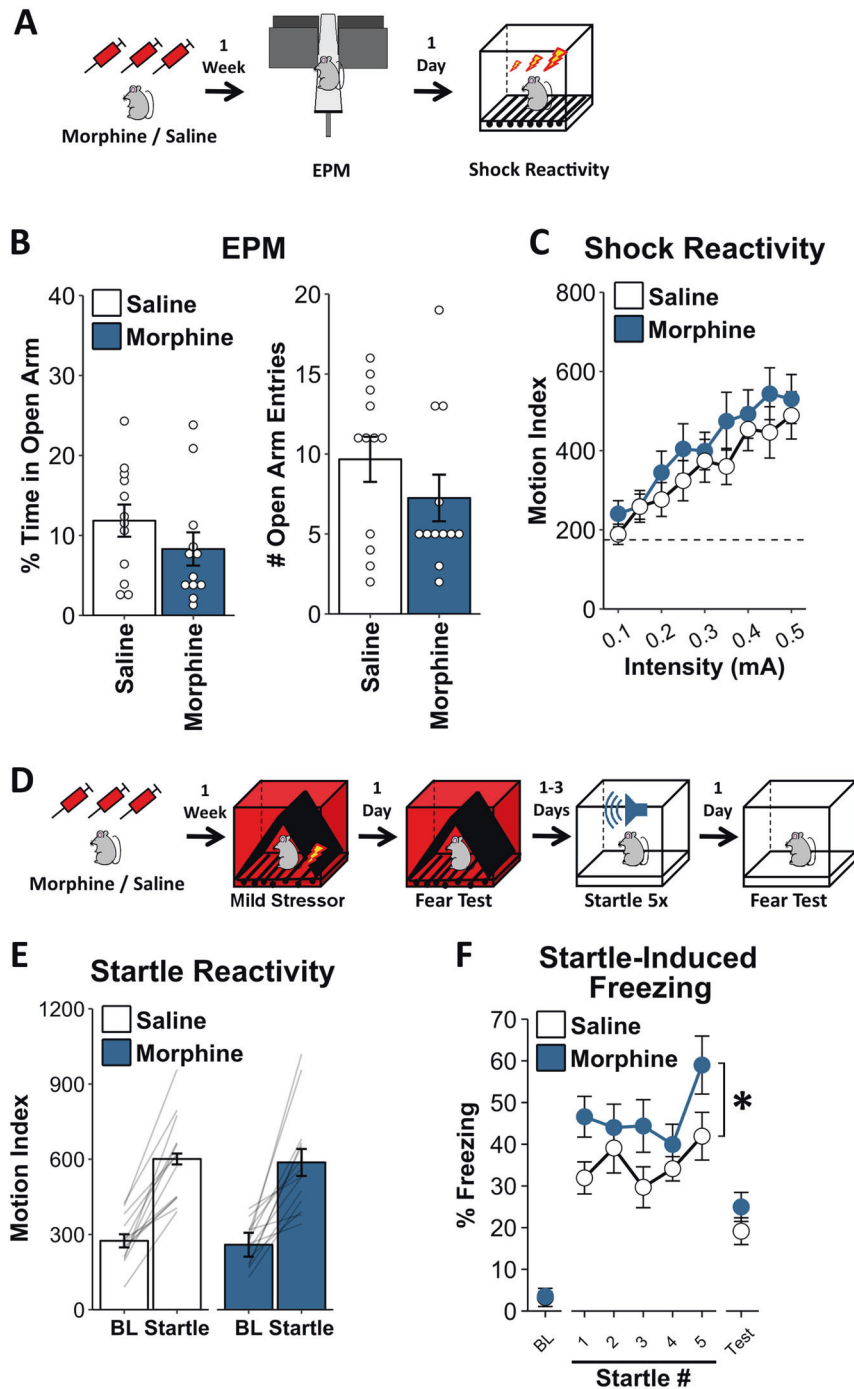 A
1
Week
1
Day
Morphine / Saline
EPM
Shock Reactivity
B
EPM
% Time in Open Arm
40
30
20
10
0
Saline
Morphine
Saline
Morphine
# Open Arm Entries
20
15
10
5
0
Saline
Morphine
C
Shock Reactivity
Motion Index
800
600
400
200
0
Saline
Morphine
0.1
0.2
0.3
0.4
0.5
Intensity (mA)
D
1
Week
1
Day
1-3
Days
1
Day
Morphine / Saline
Mild Stressor
Fear Test
Startle 5x
Fear Test
E
Startle Reactivity
Motion Index
1200
900
600
300
0
Saline
Morphine
BL Startle
BL Startle
F
Startle-Induced
Freezing
% Freezing
70
60
50
40
30
20
10
0
Saline
Morphine
*
BL
1
2
3
4
5
Test
Startle #